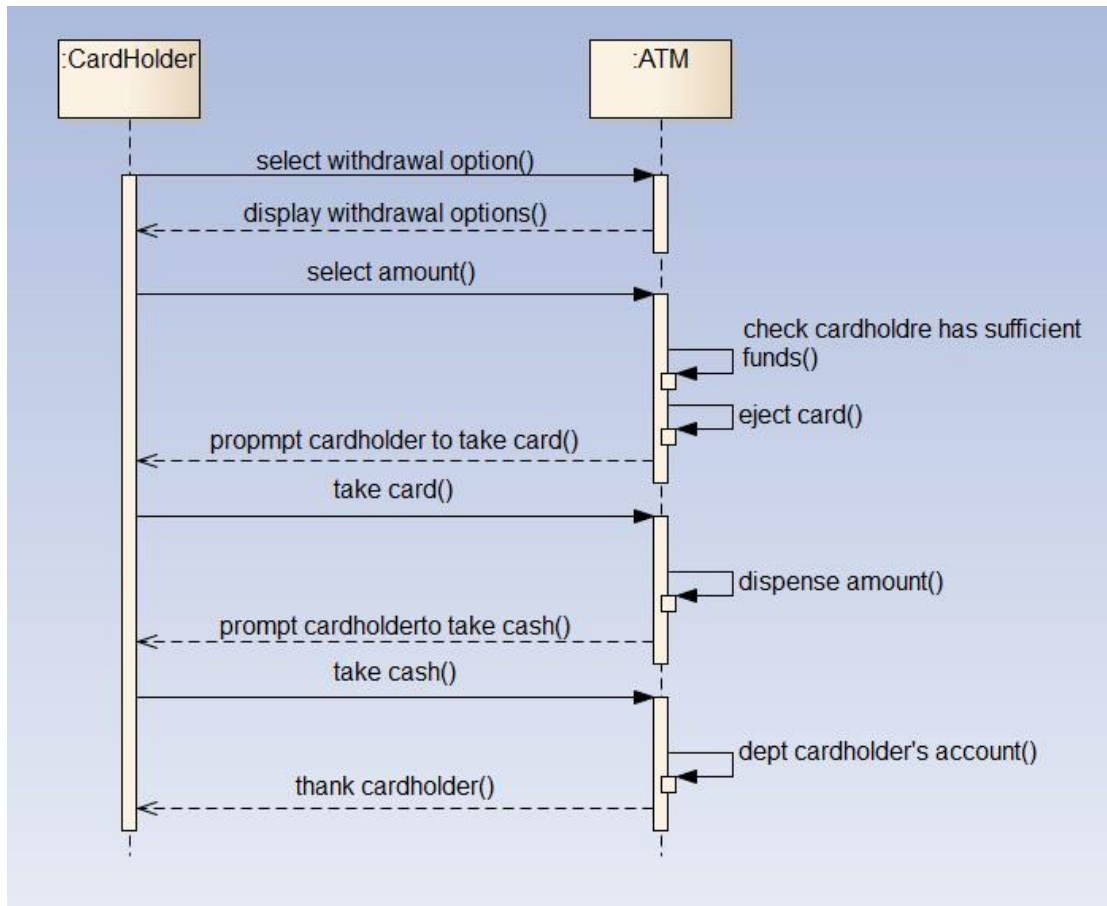 :CardHolder
:ATM
select withdrawal option()
display withdrawal options()
select amount()
check cardholdre has sufficient
funds()
eject card()
propmpt cardholder to take card()
take card()
dispense amount()
prompt cardholderto take cash()
take cash()
dept cardholder's account()
thank cardholder()